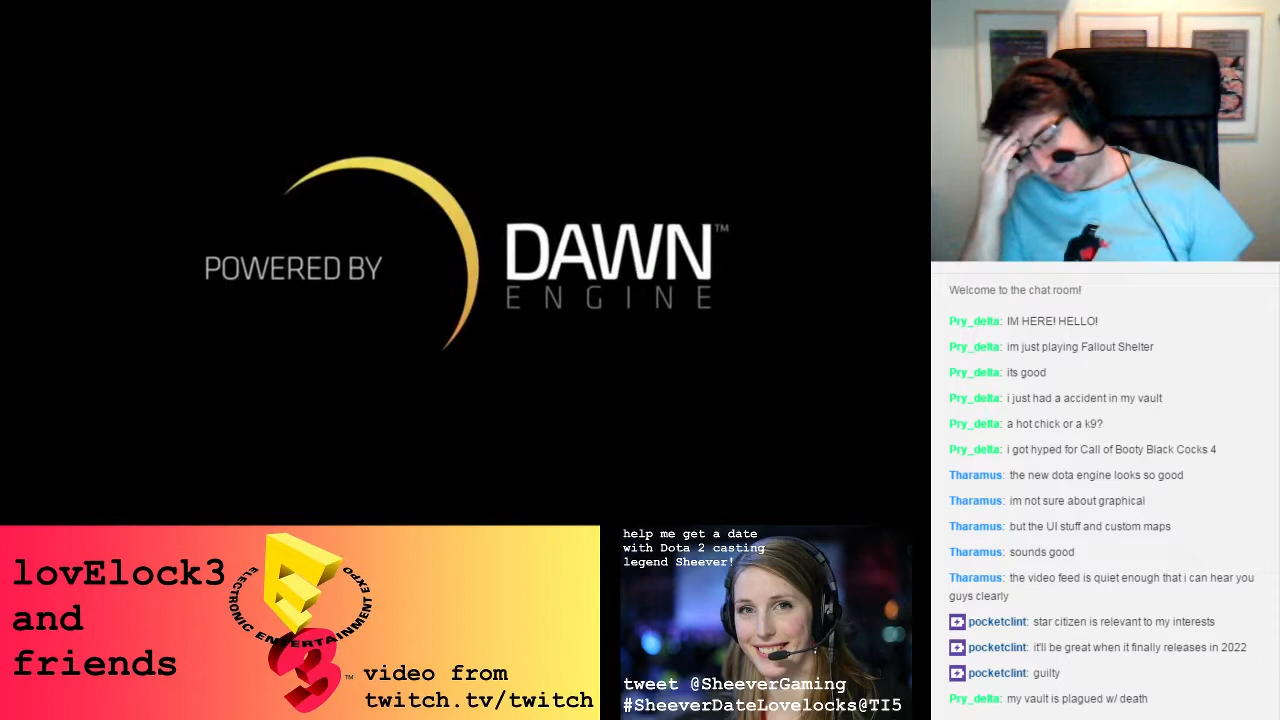 POWERED BY
DAWN™
ENGINE
Welcome to the chat room!
Pry_delta: IM HERE! HELLO!
Pry_delta: im just playing Fallout Shelter
Pry_delta: its good
Pry_delta: i just had a accident in my vault
Pry_delta: a hot chick or a k9?
Pry_delta: i got hyped for Call of Booty Black Cocks 4
Tharamus: the new dota engine looks so good
Tharamus: im not sure about graphical
Tharamus: but the UI stuff and custom maps
Tharamus: sounds good
Tharamus: the video feed is quiet enough that i can hear you
guys clearly
pocketclint: star citizen is relevant to my interests
pocketclint: it'll be great when it finally releases in 2022
pocketclint: guilty
Pry_delta: my vault is plagued w/ death
lovElock3
and
friends
E3
ELECTRONIC ENTERTAINMENT EXPO
™
video from
twitch.tv/twitch
help me get a date
with Dota 2 casting
legend Sheever!
tweet @SheeverGaming
#SheeverDateLovelocks@TI5